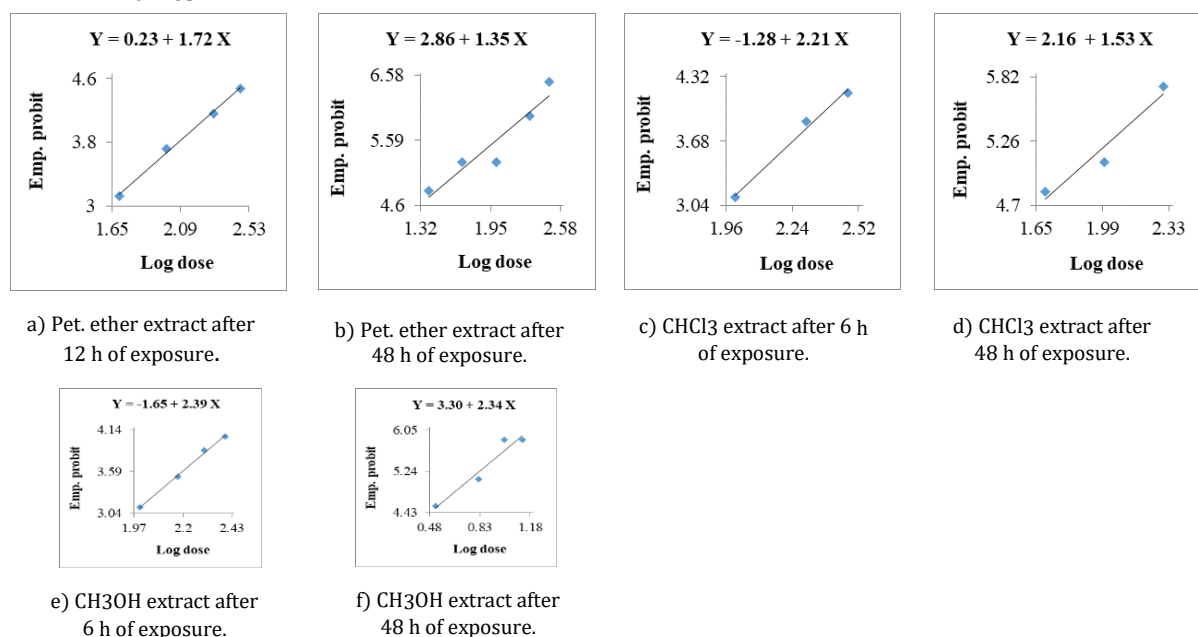 Y = 0.23 + 1.72 X
4.6
3.8
3
1.65 2.09 2.53
Emp. probit
Log dose
a) Pet. ether extract after
12 h of exposure.
Y = 2.86 + 1.35 X
6.58
5.59
4.6
1.32 1.95 2.58
Emp. probit
Log dose
b) Pet. ether extract after
48 h of exposure.
Y = -1.28 + 2.21 X
4.32
3.68
3.04
1.96 2.24 2.52
Emp. probit
Log dose
c) CHCl3 extract after 6 h
of exposure.
Y = 2.16 + 1.53 X
5.82
5.26
4.7
1.65 1.99 2.33
Emp. probit
Log dose
d) CHCl3 extract after
48 h of exposure.
Y = -1.65 + 2.39 X
4.14
3.59
3.04
1.97 2.2 2.43
Emp. probit
Log dose
e) CH3OH extract after
6 h of exposure.
Y = 3.30 + 2.34 X
6.05
5.24
4.43
0.48 0.83 1.18
Emp. probit
Log dose
f) CH3OH extract after
48 h of exposure.